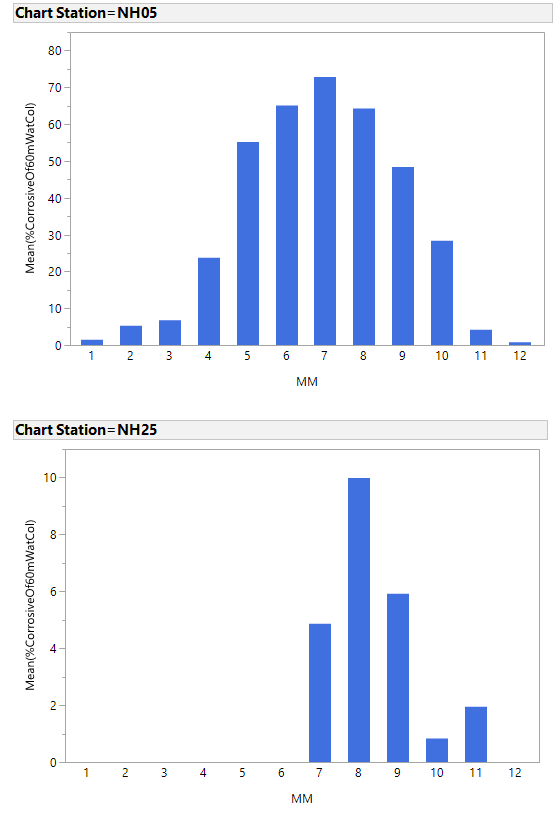 Chart Station=NH05
Mean(%CorrosiveOf60mWatCol)
80
70
60
50
40
30
20
10
0
1 2 3 4 5 6 7 8 9 10 11 12
MM
Chart Station=NH25
Mean(%CorrosiveOf60mWatCol)
10
8
6
4
2
0
1 2 3 4 5 6 7 8 9 10 11 12
MM